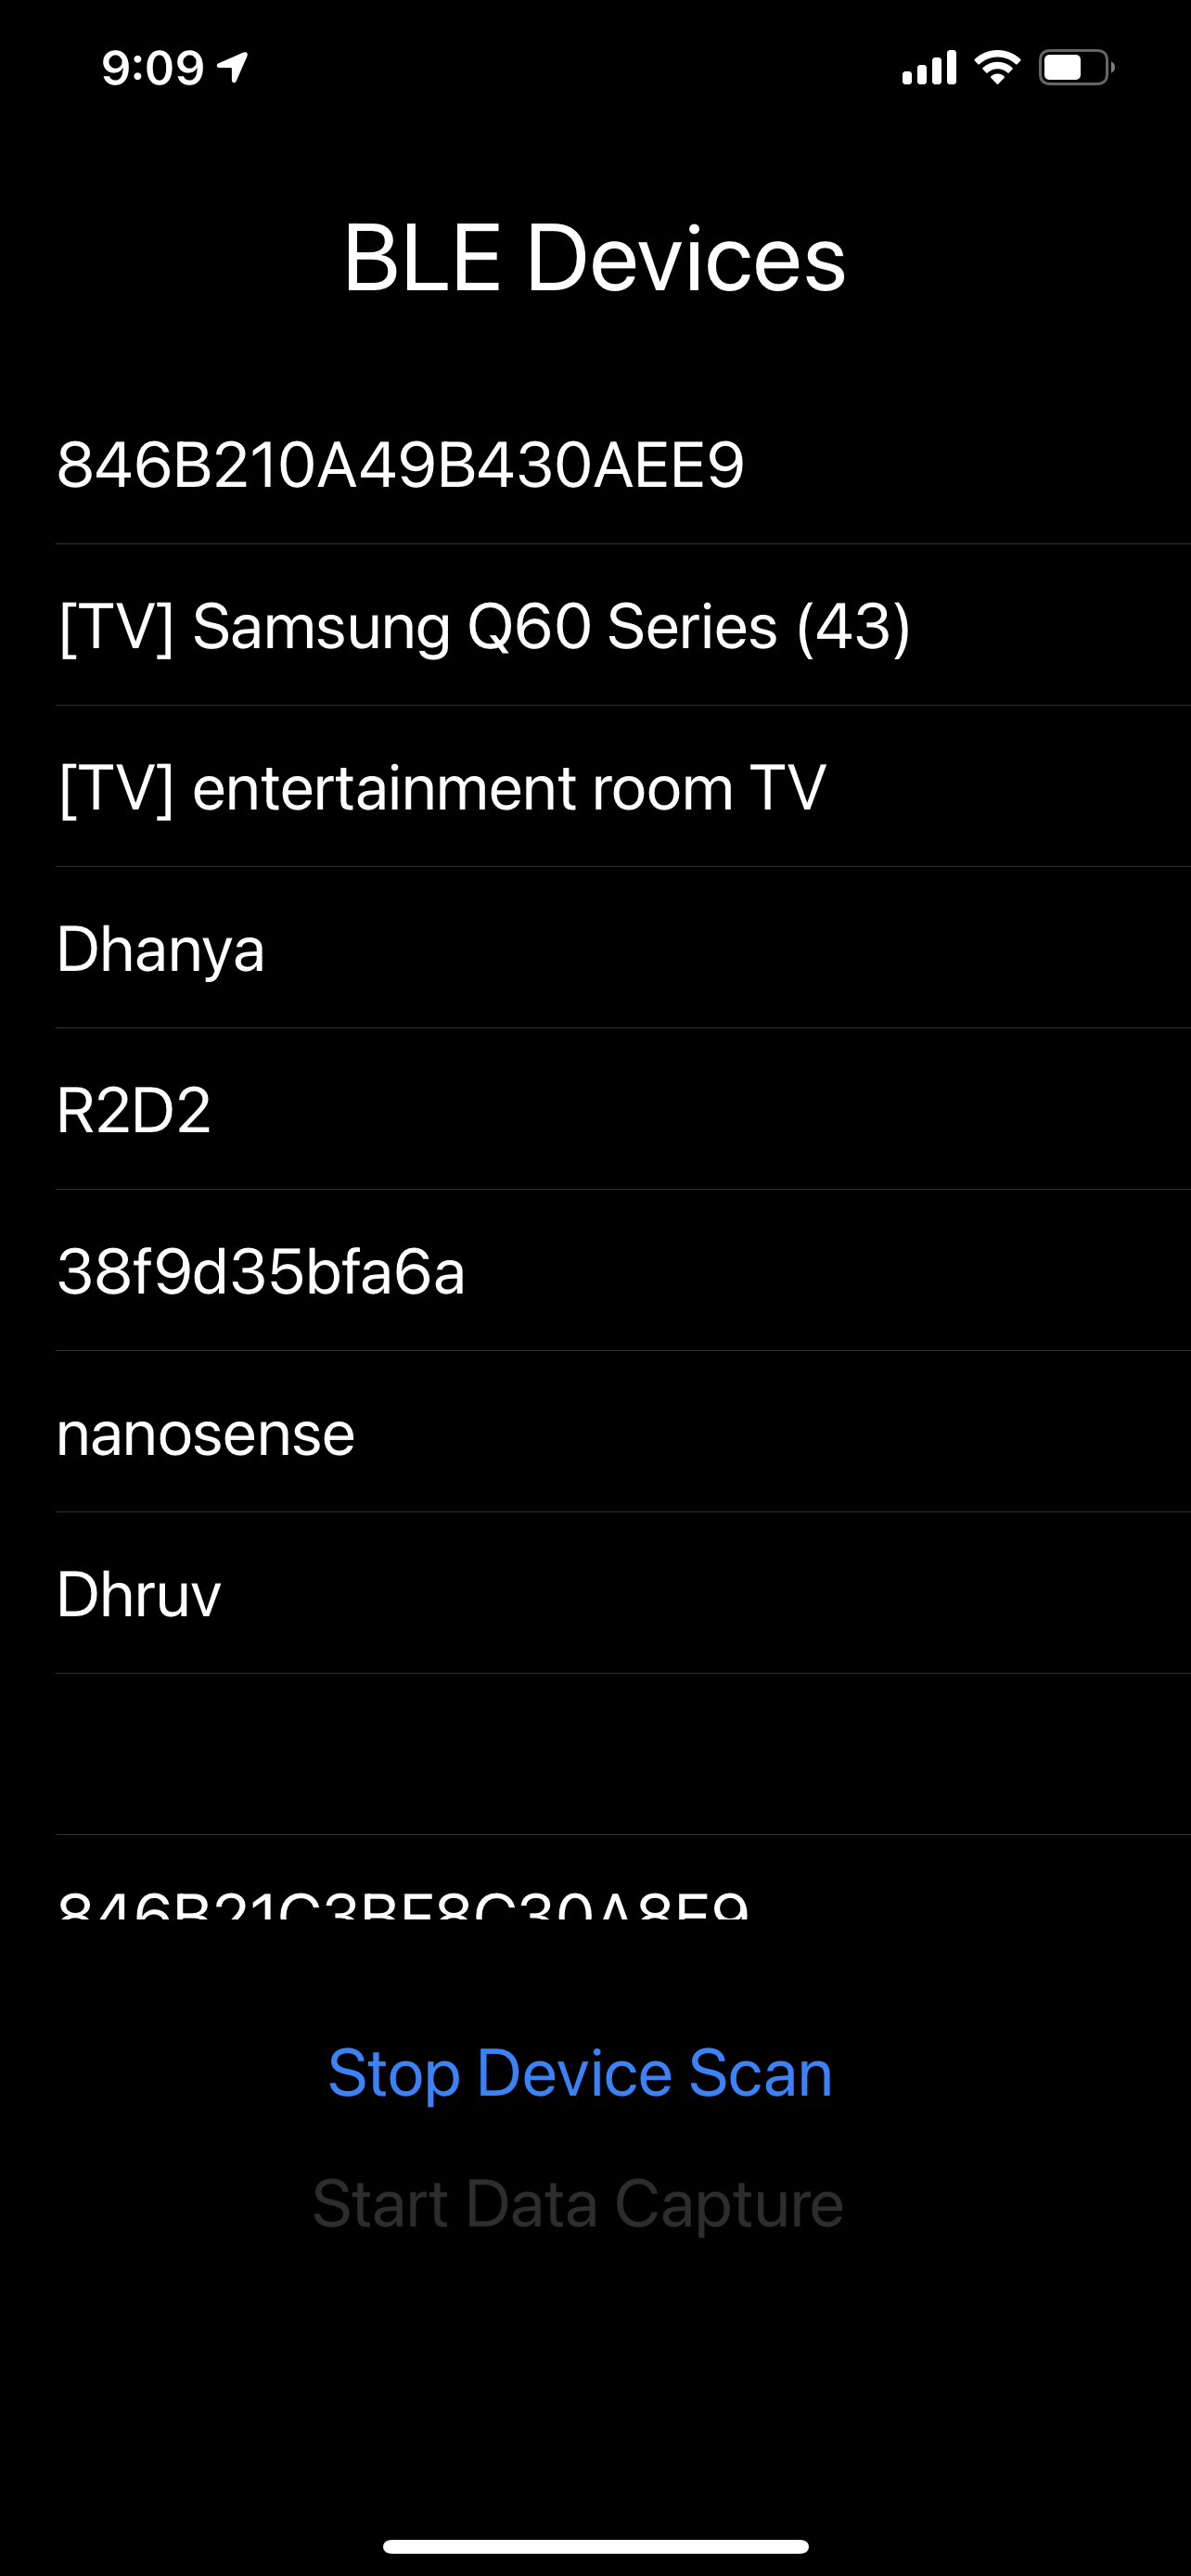 9:09
BLE Devices
846B210A49B430AEE9
[TV] Samsung Q60 Series (43)
[TV] entertainment room TV
Dhanya
R2D2
38f9d35bfa6a
nanosense
Dhruv
Stop Device Scan
Start Data Capture